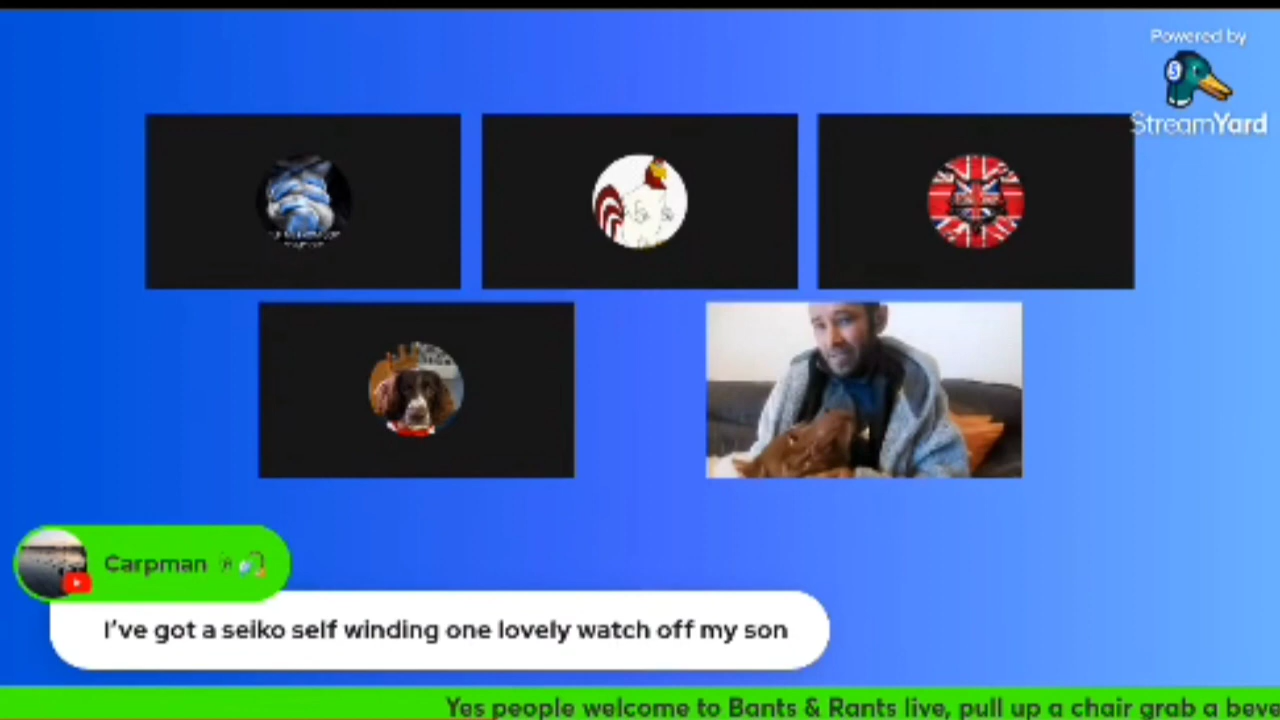 Powered by
StreamYard
Carpman
I've got a seiko self winding one lovely watch off my son
Yes people welcome to Bants & Rants live, pull up a chair grab a beve